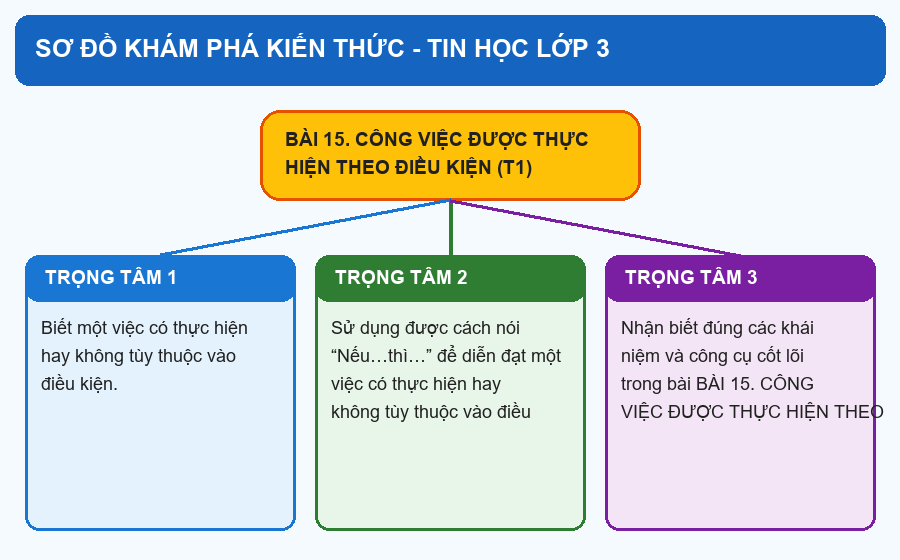 SƠ ĐỒ KHÁM PHÁ KIẾN THỨC - TIN HỌC LỚP 3
BÀI 15. CÔNG VIỆC ĐƯỢC THỰC
HIỆN THEO ĐIỀU KIỆN (T1)
TRỌNG TÂM 1
Biết một việc có thực hiện
hay không tùy thuộc vào
điều kiện.
TRỌNG TÂM 2
Sử dụng được cách nói
“Nếu…thì…” để diễn đạt một
việc có thực hiện hay
không tùy thuộc vào điều
TRỌNG TÂM 3
Nhận biết đúng các khái
niệm và công cụ cốt lõi
trong bài BÀI 15. CÔNG
VIỆC ĐƯỢC THỰC HIỆN THEO